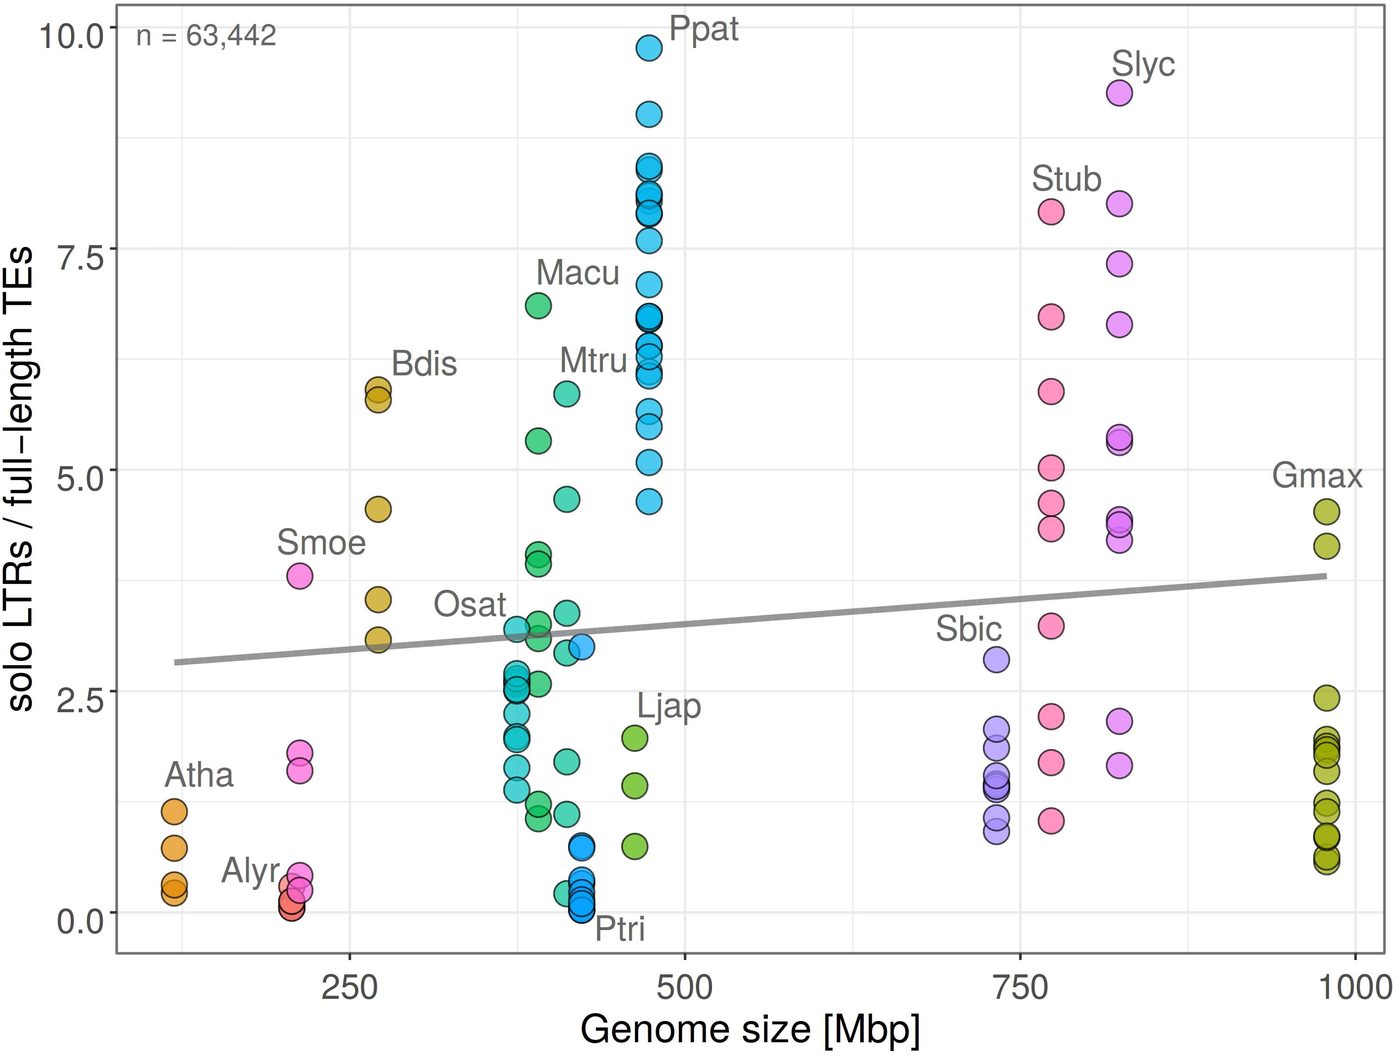 n = 63,442
10.0
7.5
5.0
2.5
0.0
solo LTRs / full−length TEs
Ppat
Slyc
Stub
Macu
Mtru
Bdis
Gmax
Smoe
Osat
Sbic
Ljap
Atha
Alyr
Ptri
250
500
750
1000
Genome size [Mbp]